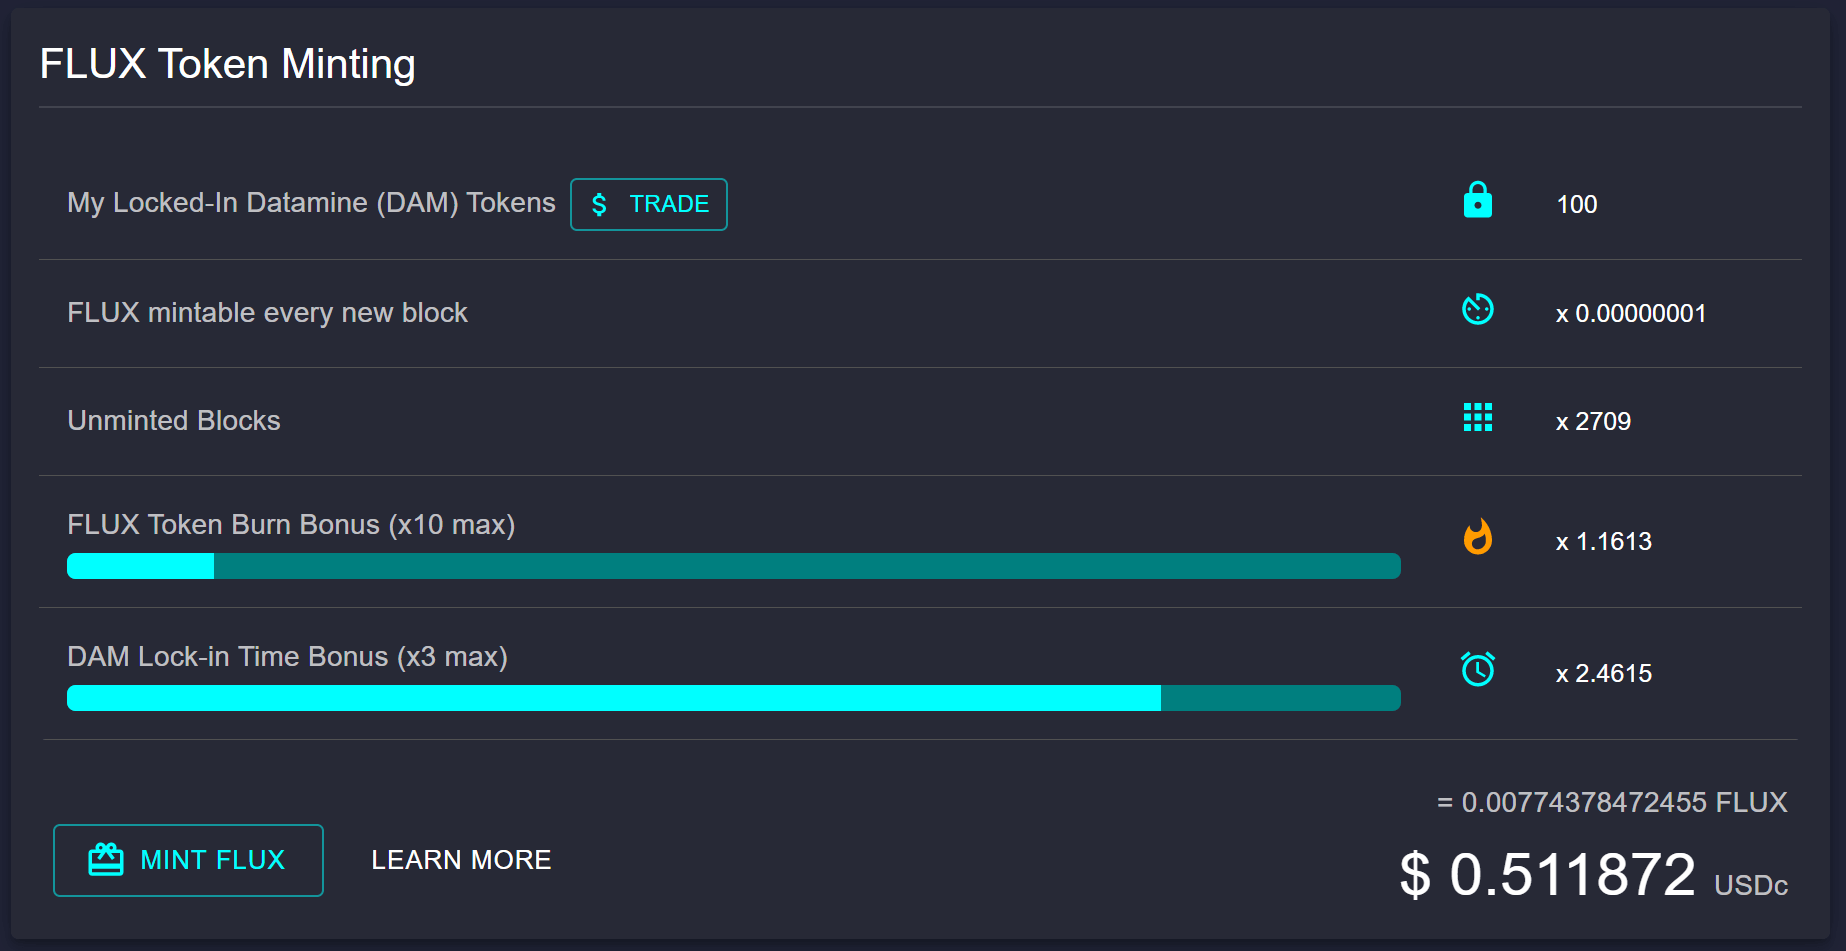 FLUX Token Minting
My Locked-In Datamine (DAM) Tokens $ TRADE 100
FLUX mintable every new block x 0.00000001
Unminted Blocks x 2709
FLUX Token Burn Bonus (x10 max) x 1.1613
DAM Lock-in Time Bonus (x3 max) x 2.4615
= 0.00774378472455 FLUX
MINT FLUX LEARN MORE $ 0.511872 USDc